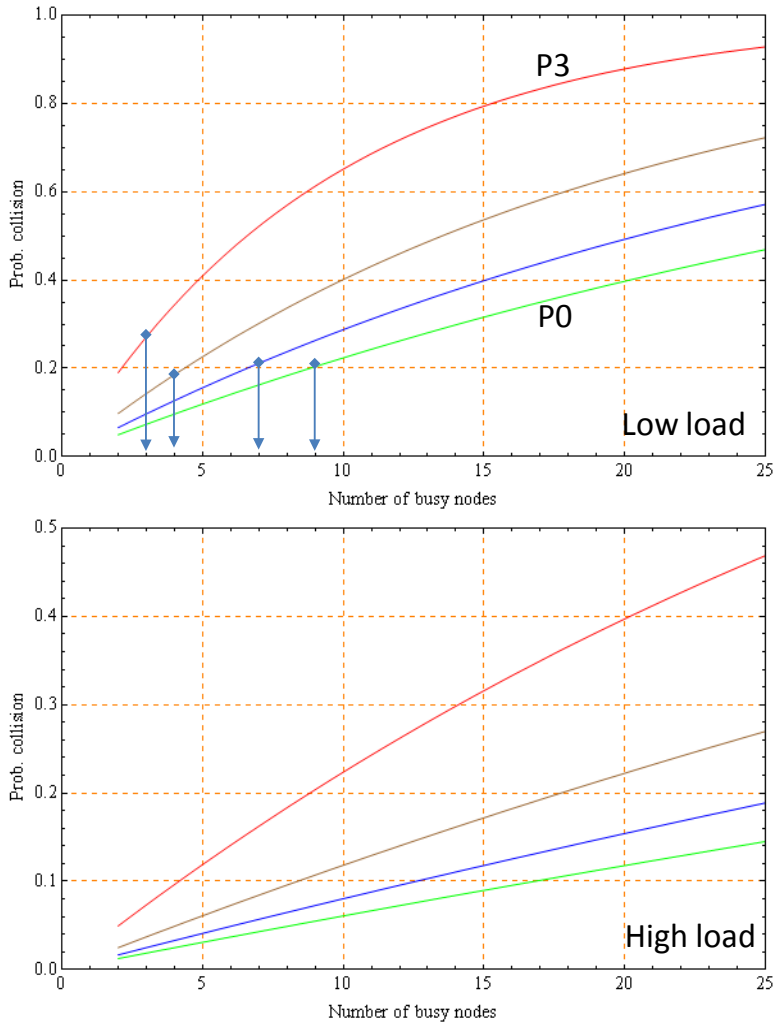 1.0
P3
0.8
0.6
Prob. collision
0.4
P0
0.2
Low load
0.0
0 5 10 15 20 25
Number of busy nodes
0.5
0.4
0.3
Prob. collision
0.2
0.1
High load
0.0
0 5 10 15 20 25
Number of busy nodes